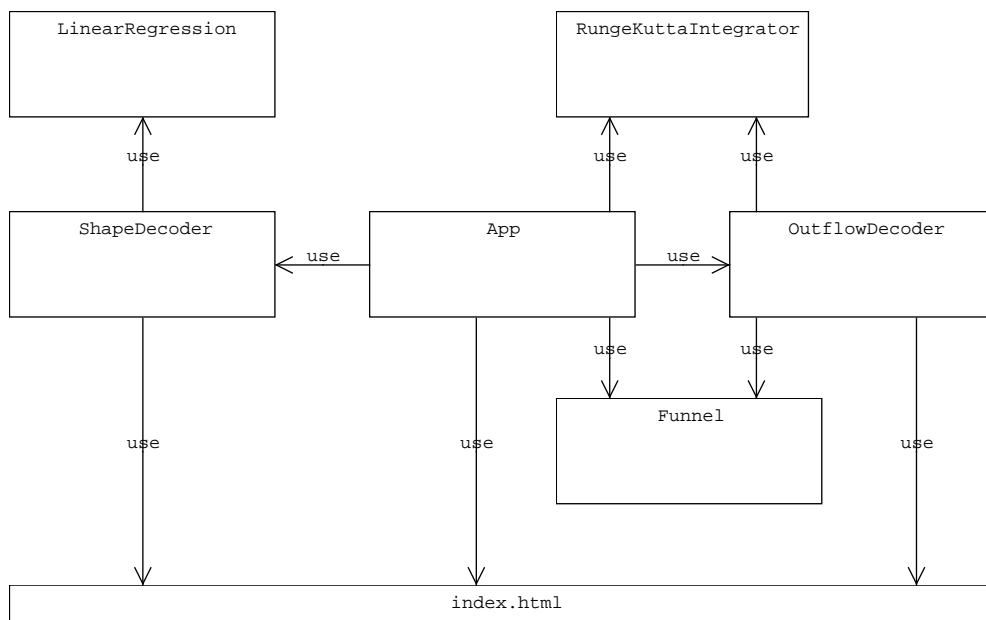 LinearRegression
RungeKuttaIntegrator
use
use
use
ShapeDecoder
App
OutflowDecoder
use
use
use
use
Funnel
use
use
use
index.html